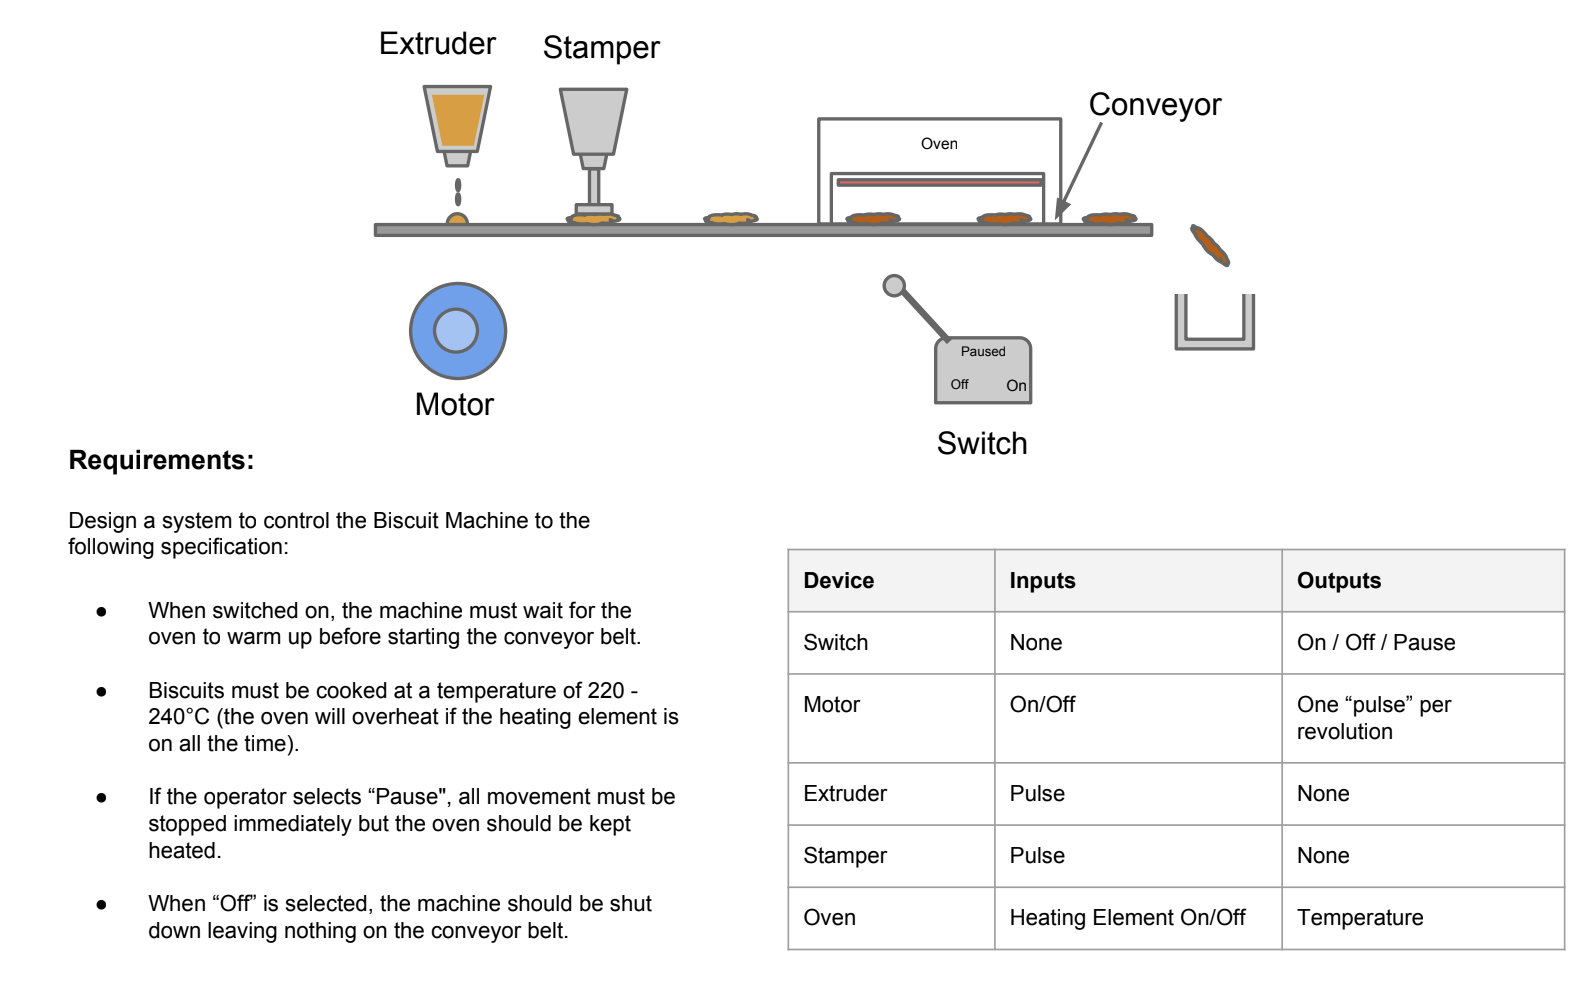 Extruder
Stamper
Conveyor
Oven
Motor
Paused
Off
On
Switch
Requirements:
Design a system to control the Biscuit Machine to the
following specification:
● When switched on, the machine must wait for the
oven to warm up before starting the conveyor belt.
● Biscuits must be cooked at a temperature of 220 -
240°C (the oven will overheat if the heating element is
on all the time).
● If the operator selects “Pause", all movement must be
stopped immediately but the oven should be kept
heated.
● When “Off” is selected, the machine should be shut
down leaving nothing on the conveyor belt.
Device Inputs Outputs
Switch None On / Off / Pause
Motor On/Off One “pulse” per
revolution
Extruder Pulse None
Stamper Pulse None
Oven Heating Element On/Off Temperature